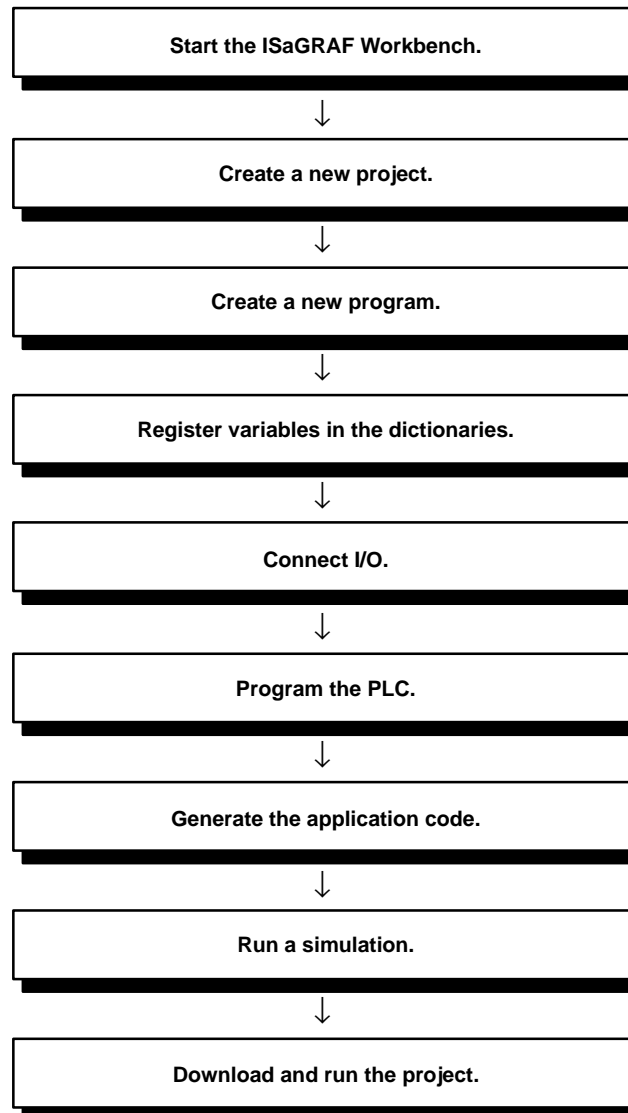 Start the ISaGRAF Workbench.
Create a new project.
Create a new program.
Register variables in the dictionaries.
Connect I/O.
Program the PLC.
Generate the application code.
Run a simulation.
Download and run the project.